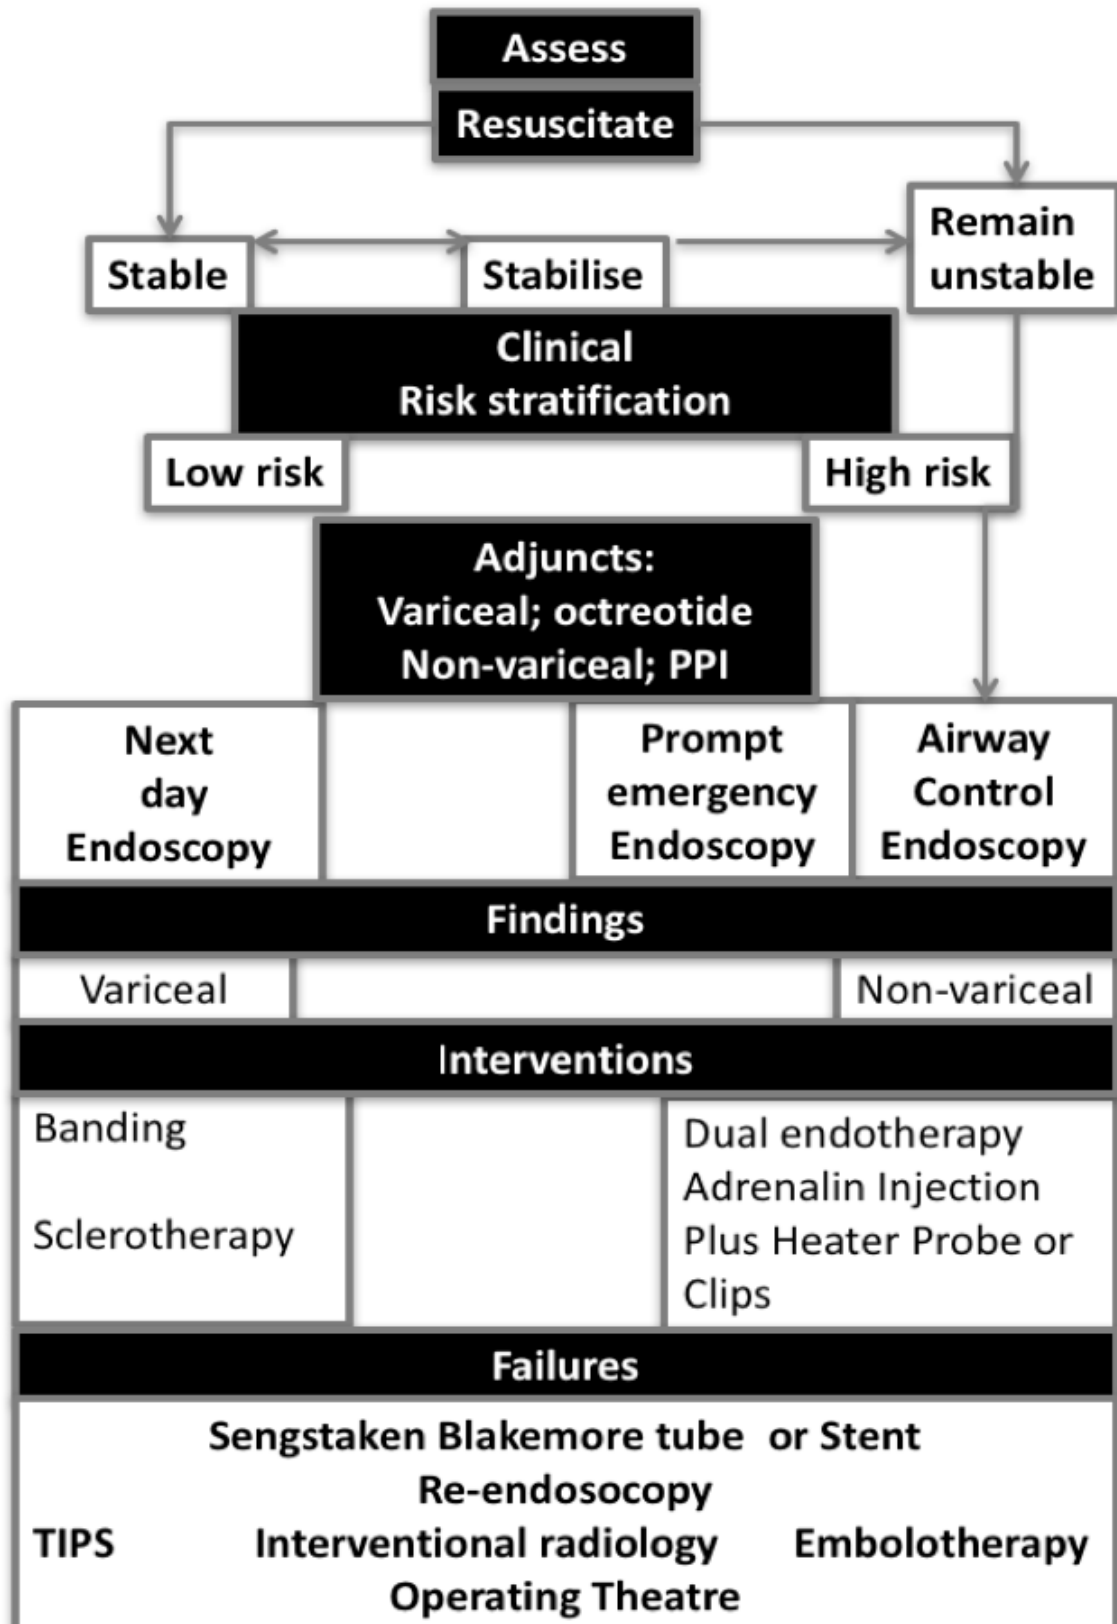 Assess
Resuscitate
Remain
unstable
Stable
Stabilise
Clinical
Risk stratification
Low risk
High risk
Adjuncts:
Variceal; octreotide
Non-variceal; PPI
Next
day
Endoscopy
Prompt
emergency
Endoscopy
Airway
Control
Endoscopy
Findings
Variceal
Non-variceal
Interventions
Banding
Sclerotherapy
Dual endotherapy
Adrenalin Injection
Plus Heater Probe or
Clips
Failures
Sengstaken Blakemore tube or Stent
Re-endosocopy
TIPS Interventional radiology Embolotherapy
Operating Theatre